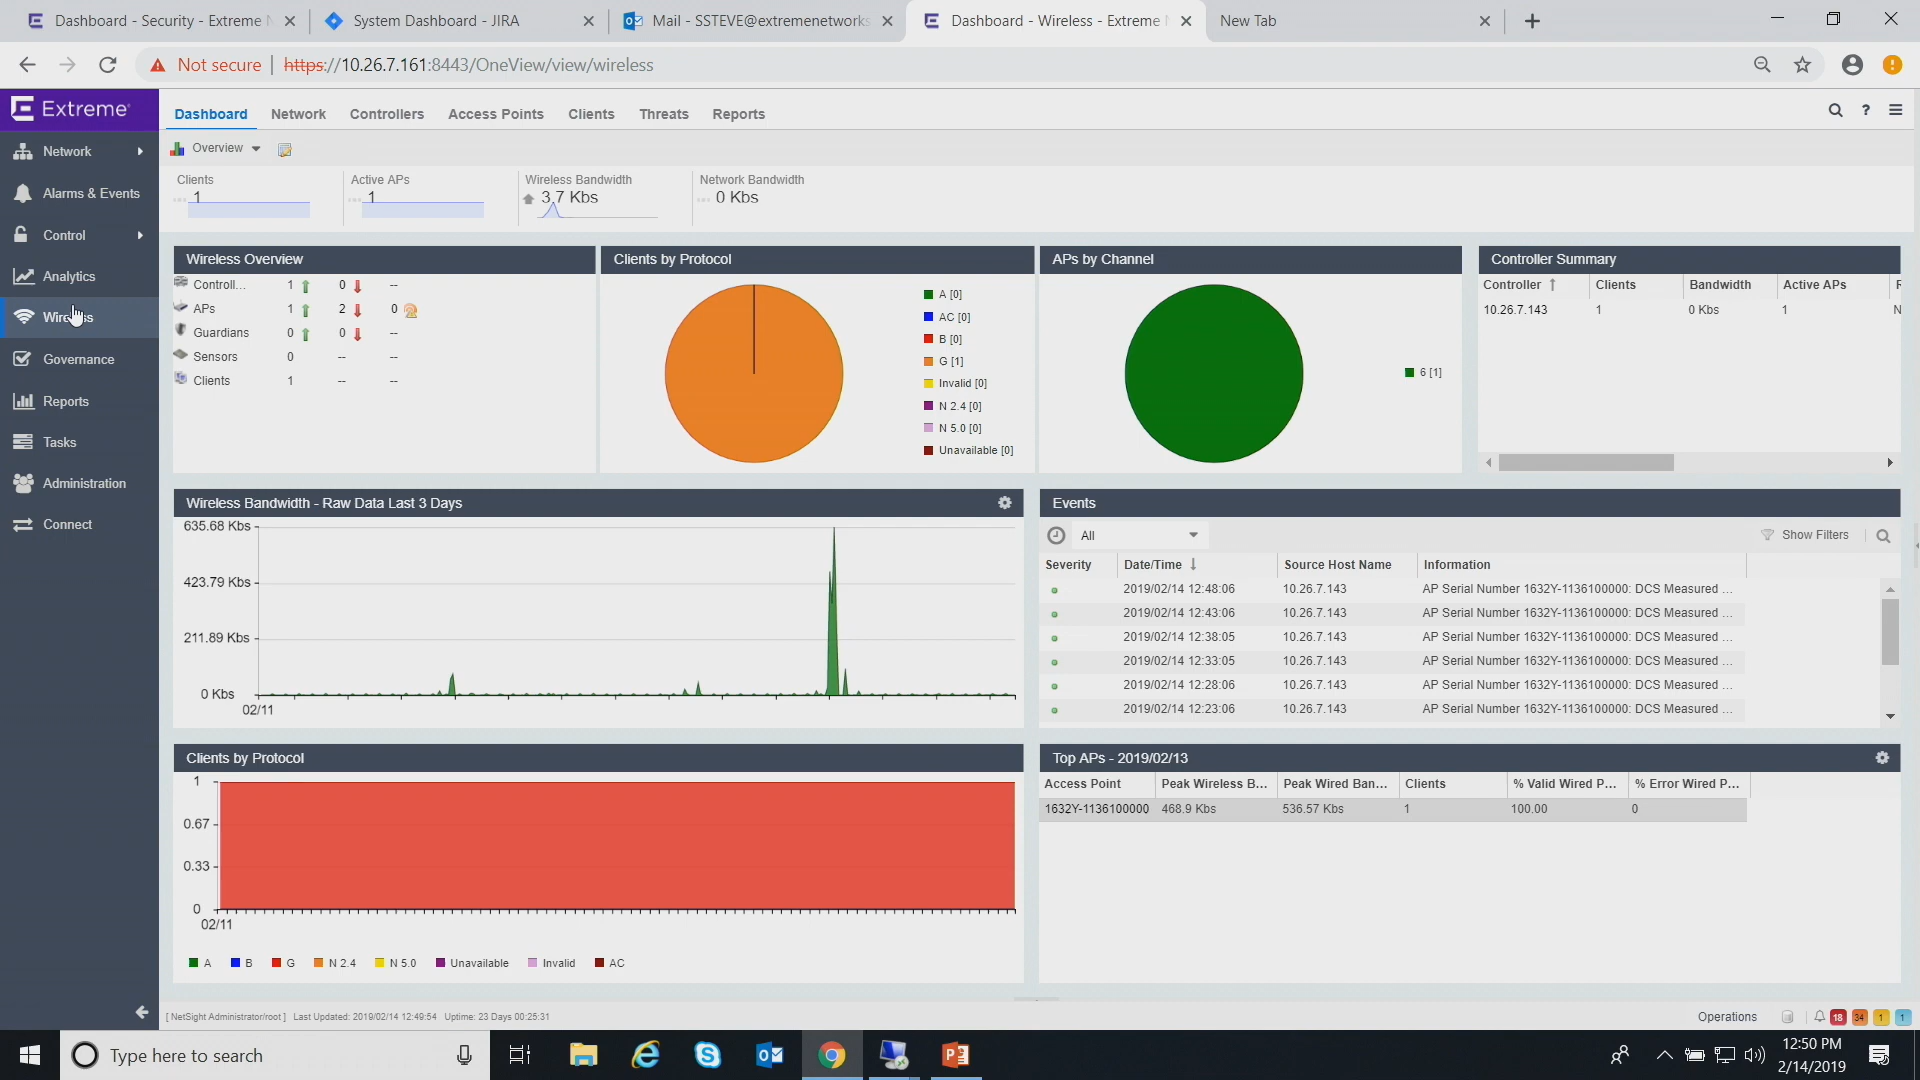 Dashboard - Security - Extreme N
System Dashboard - JIRA
Mail - SSTEVE@extremenetworks
Dashboard - Wireless - Extreme N
New Tab
Not secure | https://10.26.7.161:8443/OneView/view/wireless
Extreme
Dashboard Network Controllers Access Points Clients Threats Reports
Network
Alarms & Events
Control
Analytics
Wireless
Governance
Reports
Tasks
Administration
Connect
Overview
Clients
1
Active APs
1
Wireless Bandwidth
3.7 Kbs
Network Bandwidth
0 Kbs
Wireless Overview
Controll... 1 0 --
APs 1 2 0
Guardians 0 0 --
Sensors 0 -- --
Clients 1 -- --
Clients by Protocol
A [0]
AC [0]
B [0]
G [1]
Invalid [0]
N 2.4 [0]
N 5.0 [0]
Unavailable [0]
APs by Channel
6 [1]
Controller Summary
Controller Clients Bandwidth Active APs
10.26.7.143 1 0 Kbs 1
Wireless Bandwidth - Raw Data Last 3 Days
635.68 Kbs
423.79 Kbs
211.89 Kbs
0 Kbs
02/11
Events
All
Show Filters
Severity Date/Time Source Host Name Information
2019/02/14 12:48:06 10.26.7.143 AP Serial Number 1632Y-1136100000: DCS Measured ...
2019/02/14 12:43:06 10.26.7.143 AP Serial Number 1632Y-1136100000: DCS Measured ...
2019/02/14 12:38:05 10.26.7.143 AP Serial Number 1632Y-1136100000: DCS Measured ...
2019/02/14 12:33:05 10.26.7.143 AP Serial Number 1632Y-1136100000: DCS Measured ...
2019/02/14 12:28:06 10.26.7.143 AP Serial Number 1632Y-1136100000: DCS Measured ...
2019/02/14 12:23:06 10.26.7.143 AP Serial Number 1632Y-1136100000: DCS Measured ...
Clients by Protocol
1
0.67
0.33
0
02/11
A B G N 2.4 N 5.0 Unavailable Invalid AC
Top APs - 2019/02/13
Access Point Peak Wireless B... Peak Wired Ban... Clients % Valid Wired P... % Error Wired P...
1632Y-1136100000 468.9 Kbs 536.57 Kbs 1 100.00 0
[ NetSight Administrator/root ] Last Updated: 2019/02/14 12:49:54 Uptime: 23 Days 00:25:31
Operations
18 34 1 1
Type here to search
12:50 PM
2/14/2019